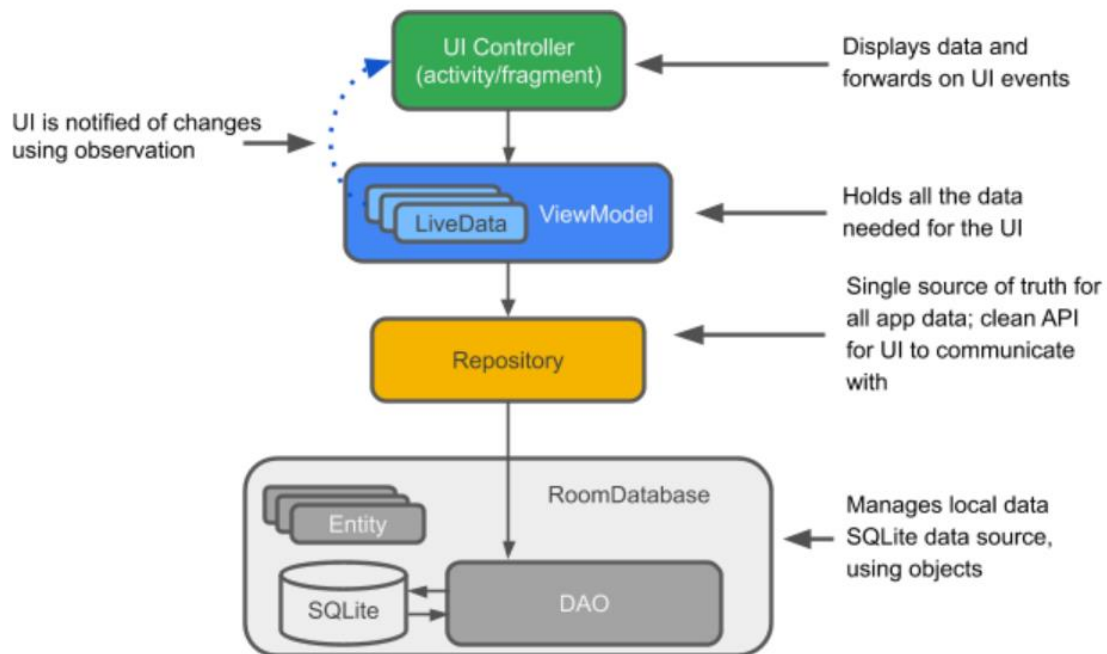 UI Controller
(activity/fragment)
Displays data and
forwards on UI events
UI is notified of changes
using observation
LiveData
ViewModel
Holds all the data
needed for the UI
Repository
Single source of truth for
all app data; clean API
for UI to communicate
with
RoomDatabase
Entity
SQLite
DAO
Manages local data
SQLite data source,
using objects